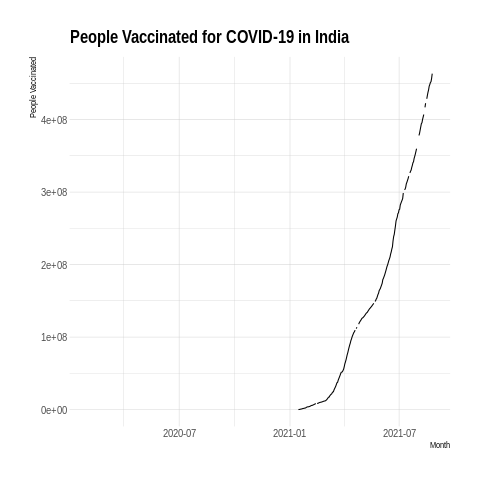 People Vaccinated for COVID-19 in India
People Vaccinated
4e+08
3e+08
2e+08
1e+08
0e+00
2020-07
2021-01
2021-07
Month